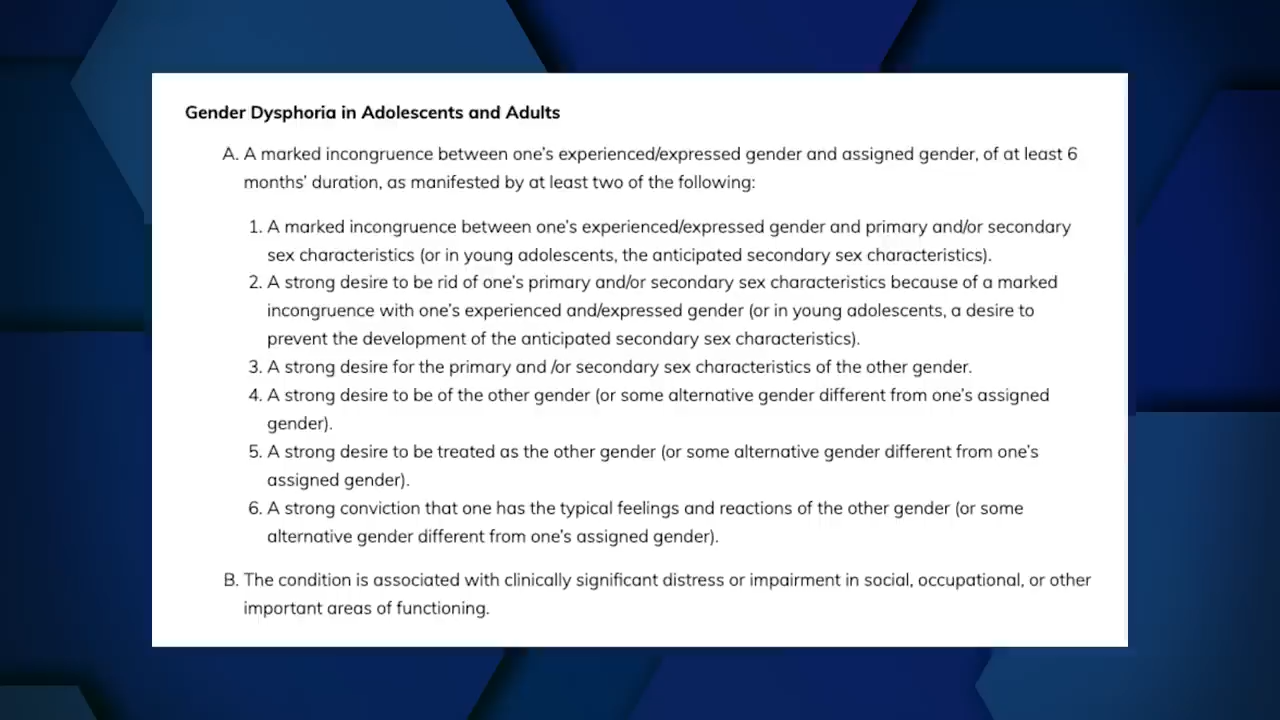 Gender Dysphoria in Adolescents and Adults
A. A marked incongruence between one's experienced/expressed gender and assigned gender, of at least 6
months' duration, as manifested by at least two of the following:
1. A marked incongruence between one's experienced/expressed gender and primary and/or secondary
sex characteristics (or in young adolescents, the anticipated secondary sex characteristics).
2. A strong desire to be rid of one's primary and/or secondary sex characteristics because of a marked
incongruence with one's experienced and/expressed gender (or in young adolescents, a desire to
prevent the development of the anticipated secondary sex characteristics).
3. A strong desire for the primary and /or secondary sex characteristics of the other gender.
4. A strong desire to be of the other gender (or some alternative gender different from one's assigned
gender).
5. A strong desire to be treated as the other gender (or some alternative gender different from one's
assigned gender).
6. A strong conviction that one has the typical feelings and reactions of the other gender (or some
alternative gender different from one's assigned gender).
B. The condition is associated with clinically significant distress or impairment in social, occupational, or other
important areas of functioning.